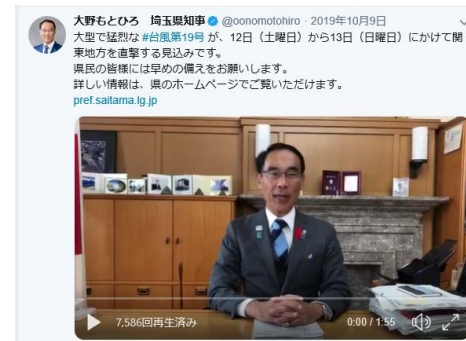 大野もとひろ　埼玉県知事 @oonomotohiro · 2019年10月9日
大型で猛烈な #台風第19号 が、12日（土曜日）から13日（日曜日）にかけて関
東地方を直撃する見込みです。
県民の皆様には早めの備えをお願いします。
詳しい情報は、県のホームページでご覧いただけます。
pref.saitama.lg.jp
7,586回再生済み
0:00 / 1:55